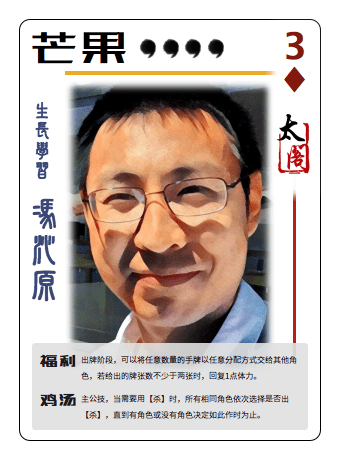 芒果
3
太
阁
生長學習
馮沁原
福利 出牌阶段，可以将任意数量的手牌以任意分配方式交给其他角
色，若给出的牌张数不少于两张时，回复1点体力。
鸡汤 主公技，当需要用【杀】时，所有相同角色依次选择是否出
【杀】，直到有角色或没有角色决定如此作时为止。